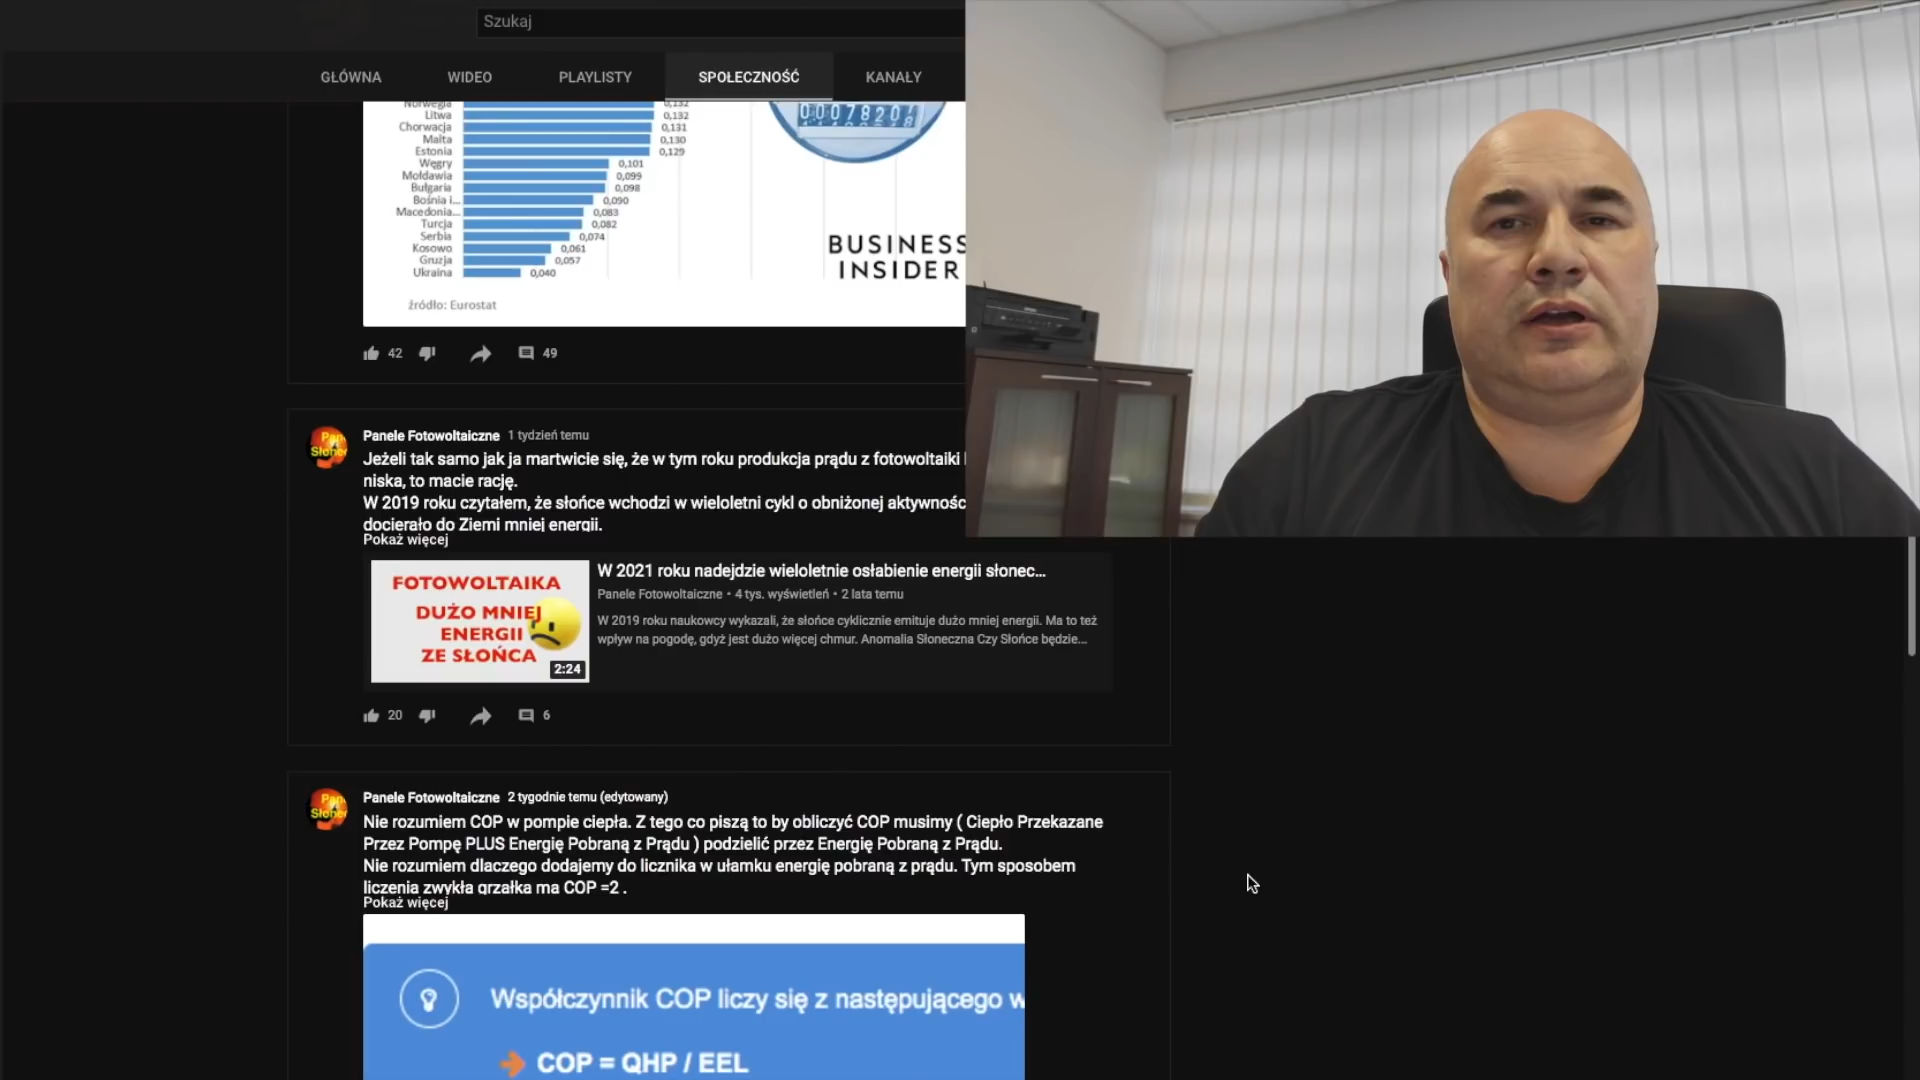 Szukaj
GŁÓWNA
WIDEO
PLAYLISTY
SPOŁECZNOŚĆ
KANAŁY
Norwegia 0,132
Litwa 0,132
Chorwacja 0,131
Malta 0,130
Estonia 0,129
Węgry 0,101
Mołdawia 0,099
Bułgaria 0,098
Bośnia i... 0,090
Macedonia... 0,083
Turcja 0,082
Serbia 0,074
Kosowo 0,061
Gruzja 0,057
Ukraina 0,040
źródło: Eurostat
00078207
BUSINESS
INSIDER
42
49
Panele Fotowoltaiczne 1 tydzień temu
Jeżeli tak samo jak ja martwicie się, że w tym roku produkcja prądu z fotowoltaiki
niska, to macie rację.
W 2019 roku czytałem, że słońce wchodzi w wieloletni cykl o obniżonej aktywnośc
docierało do Ziemi mniej energii.
Pokaż więcej
FOTOWOLTAIKA
DUŻO MNIEJ
ENERGII
ZE SŁOŃCA
2:24
W 2021 roku nadejdzie wieloletnie osłabienie energii słonec...
Panele Fotowoltaiczne • 4 tys. wyświetleń • 2 lata temu
W 2019 roku naukowcy wykazali, że słońce cyklicznie emituje dużo mniej energii. Ma to też
wpływ na pogodę, gdyż jest dużo więcej chmur. Anomalia Słoneczna Czy Słońce będzie...
20
6
Panele Fotowoltaiczne 2 tygodnie temu (edytowany)
Nie rozumiem COP w pompie ciepła. Z tego co piszą to by obliczyć COP musimy ( Ciepło Przekazane
Przez Pompę PLUS Energię Pobraną z Prądu ) podzielić przez Energię Pobraną z Prądu.
Nie rozumiem dlaczego dodajemy do licznika w ułamku energię pobraną z prądu. Tym sposobem
liczenia zwykła grzałka ma COP =2 .
Pokaż więcej
Współczynnik COP liczy się z następującego w
COP = QHP / EEL